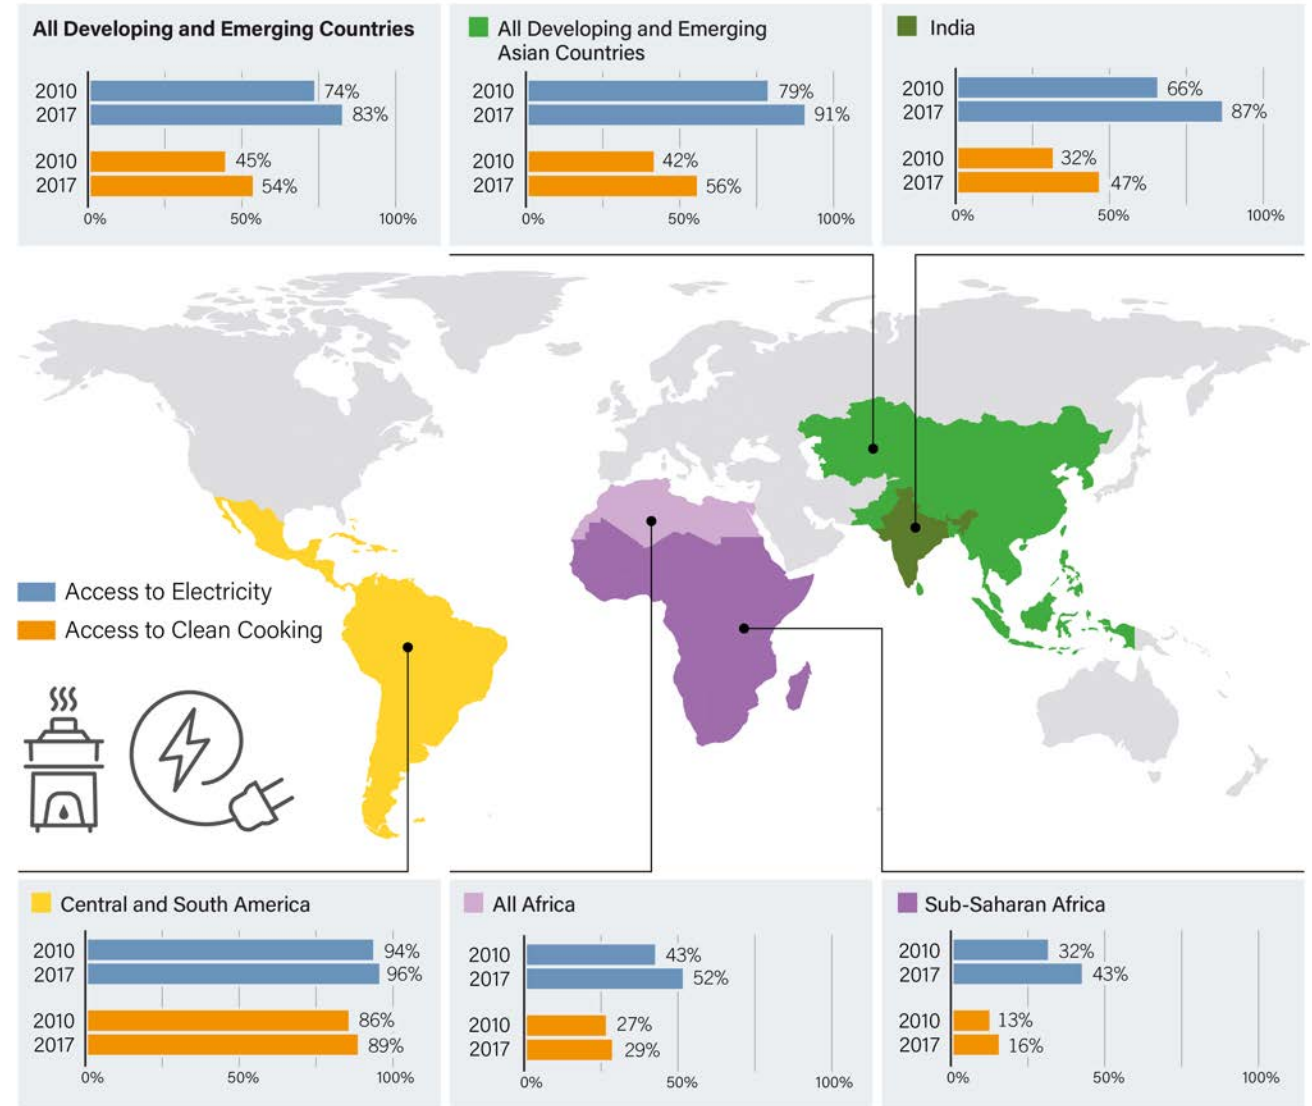 All Developing and Emerging Countries
2010 74%
2017 83%
2010 45%
2017 54%
0% 50% 100%
All Developing and Emerging
Asian Countries
2010 79%
2017 91%
2010 42%
2017 56%
0% 50% 100%
India
2010 66%
2017 87%
2010 32%
2017 47%
0% 50% 100%
Access to Electricity
Access to Clean Cooking
Central and South America
2010 94%
2017 96%
2010 86%
2017 89%
0% 50% 100%
All Africa
2010 43%
2017 52%
2010 27%
2017 29%
0% 50% 100%
Sub-Saharan Africa
2010 32%
2017 43%
2010 13%
2017 16%
0% 50% 100%